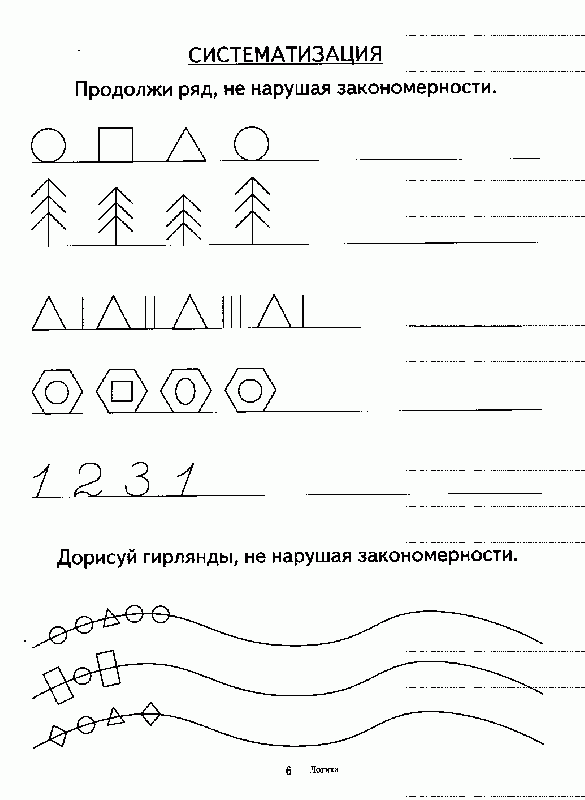 СИСТЕМАТИЗАЦИЯ
Продолжи ряд, не нарушая закономерности.
1 2 3 1
Дорисуй гирлянды, не нарушая закономерности.
6 Логика